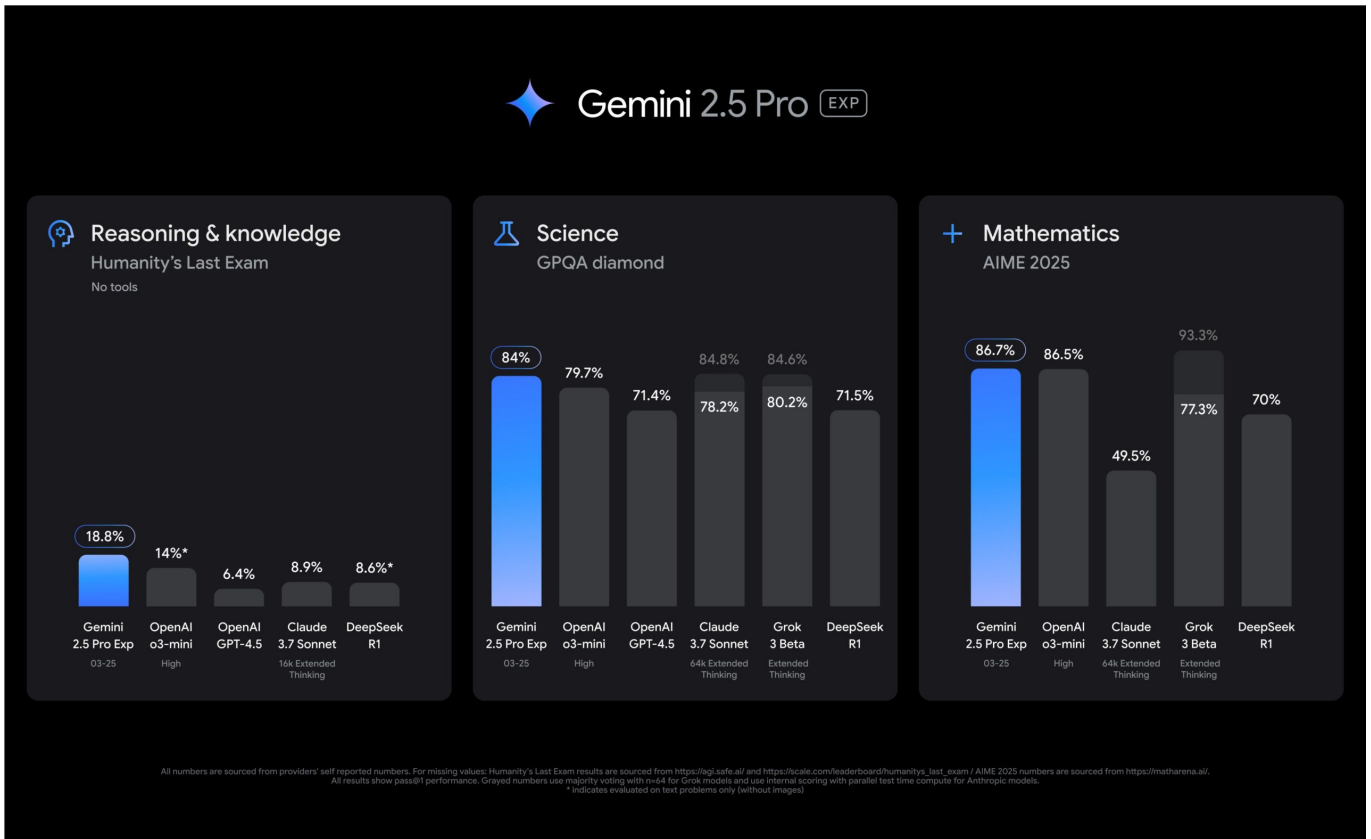 Gemini 2.5 Pro EXP
Reasoning & knowledge
Humanity's Last Exam
No tools
18.8%
14%*
6.4%
8.9%
8.6%*
Gemini
2.5 Pro Exp
03-25
OpenAI
o3-mini
High
OpenAI
GPT-4.5
Claude
3.7 Sonnet
16k Extended
Thinking
DeepSeek
R1
Science
GPQA diamond
84%
79.7%
71.4%
84.8%
78.2%
84.6%
80.2%
71.5%
Gemini
2.5 Pro Exp
03-25
OpenAI
o3-mini
High
OpenAI
GPT-4.5
Claude
3.7 Sonnet
64k Extended
Thinking
Grok
3 Beta
Extended
Thinking
DeepSeek
R1
Mathematics
AIME 2025
86.7%
86.5%
49.5%
93.3%
77.3%
70%
Gemini
2.5 Pro Exp
03-25
OpenAI
o3-mini
High
Claude
3.7 Sonnet
64k Extended
Thinking
Grok
3 Beta
Extended
Thinking
DeepSeek
R1
All numbers are sourced from providers' self reported numbers. For missing values: Humanity's Last Exam results are sourced from https://agi.safe.ai/ and https://scale.com/leaderboard/humanitys_last_exam / AIME 2025 numbers are sourced from https://matharena.ai/.
All results show pass@1 performance. Grayed numbers use majority voting with n=64 for Grok models and use internal scoring with parallel test time compute for Anthropic models.
* indicates evaluated on text problems only (without images)